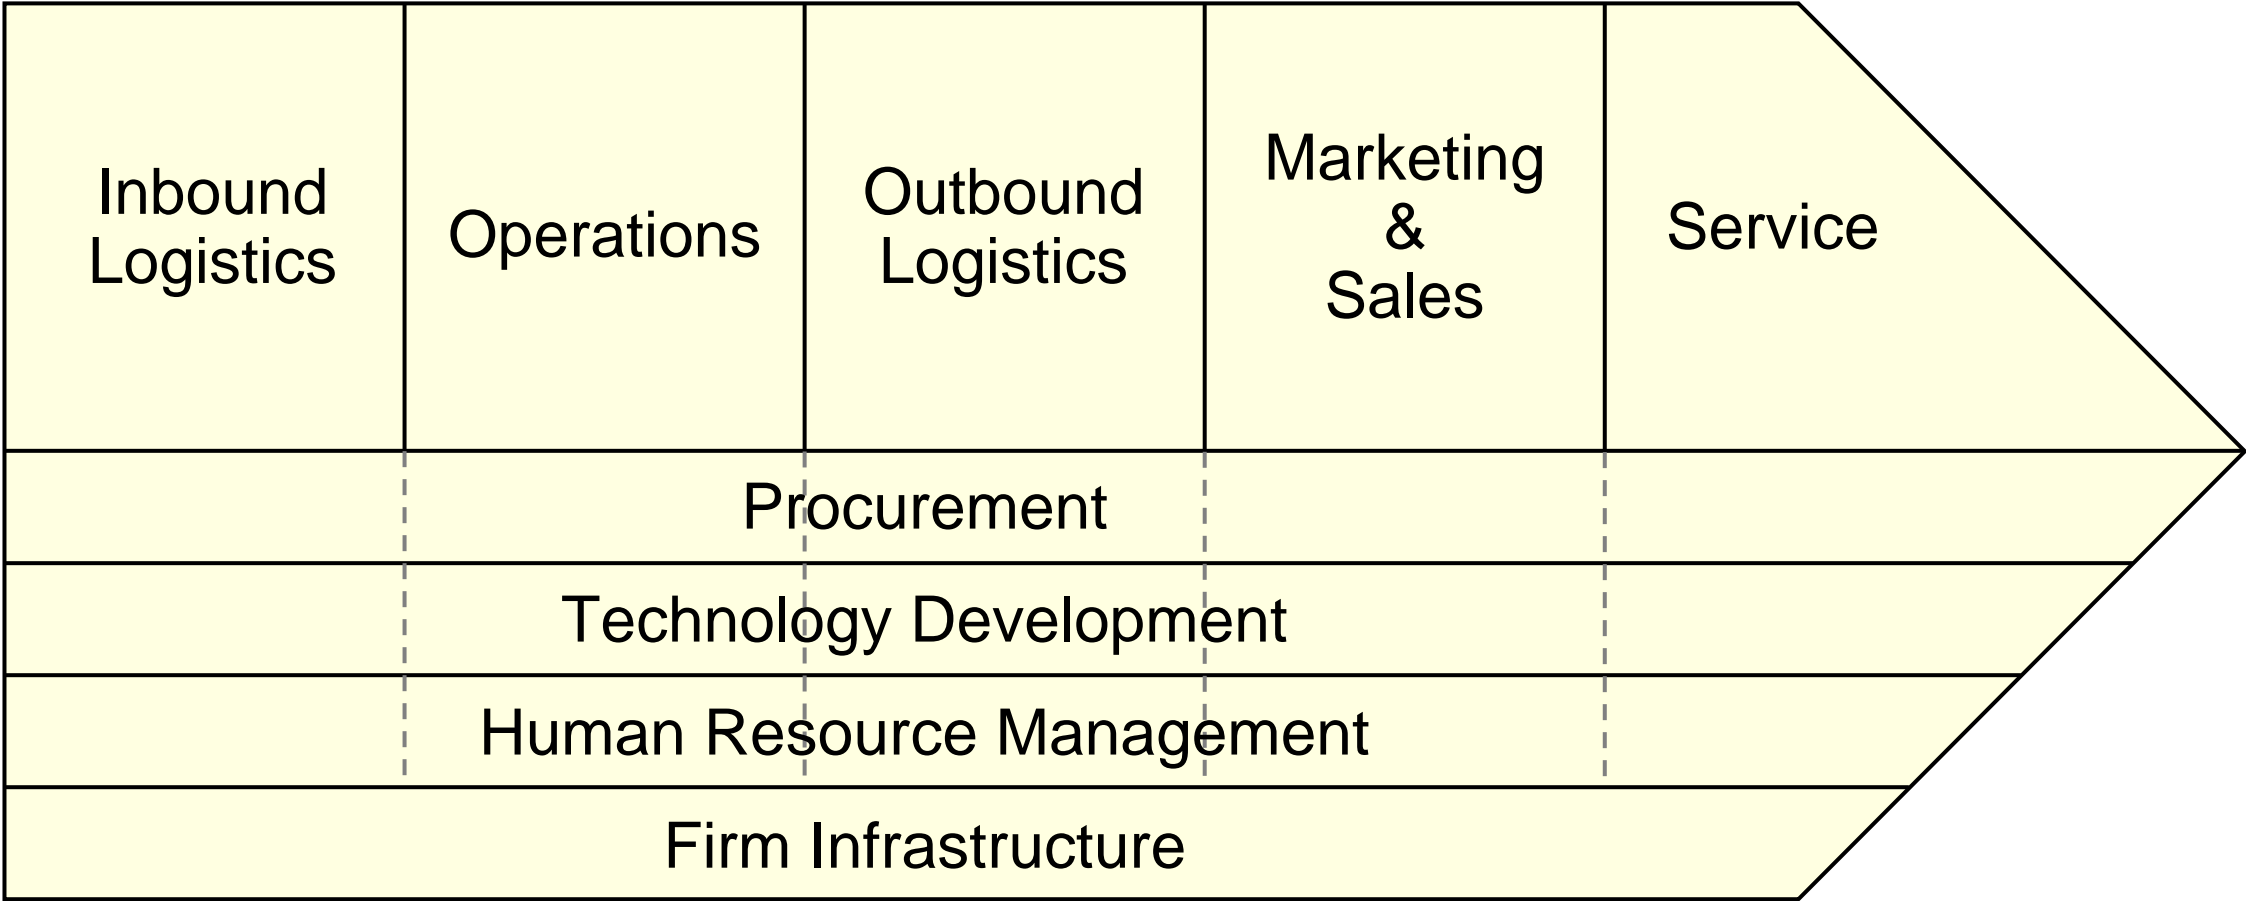 Inbound
Logistics
Operations
Outbound
Logistics
Marketing
&
Sales
Service
Procurement
Technology Development
Human Resource Management
Firm Infrastructure